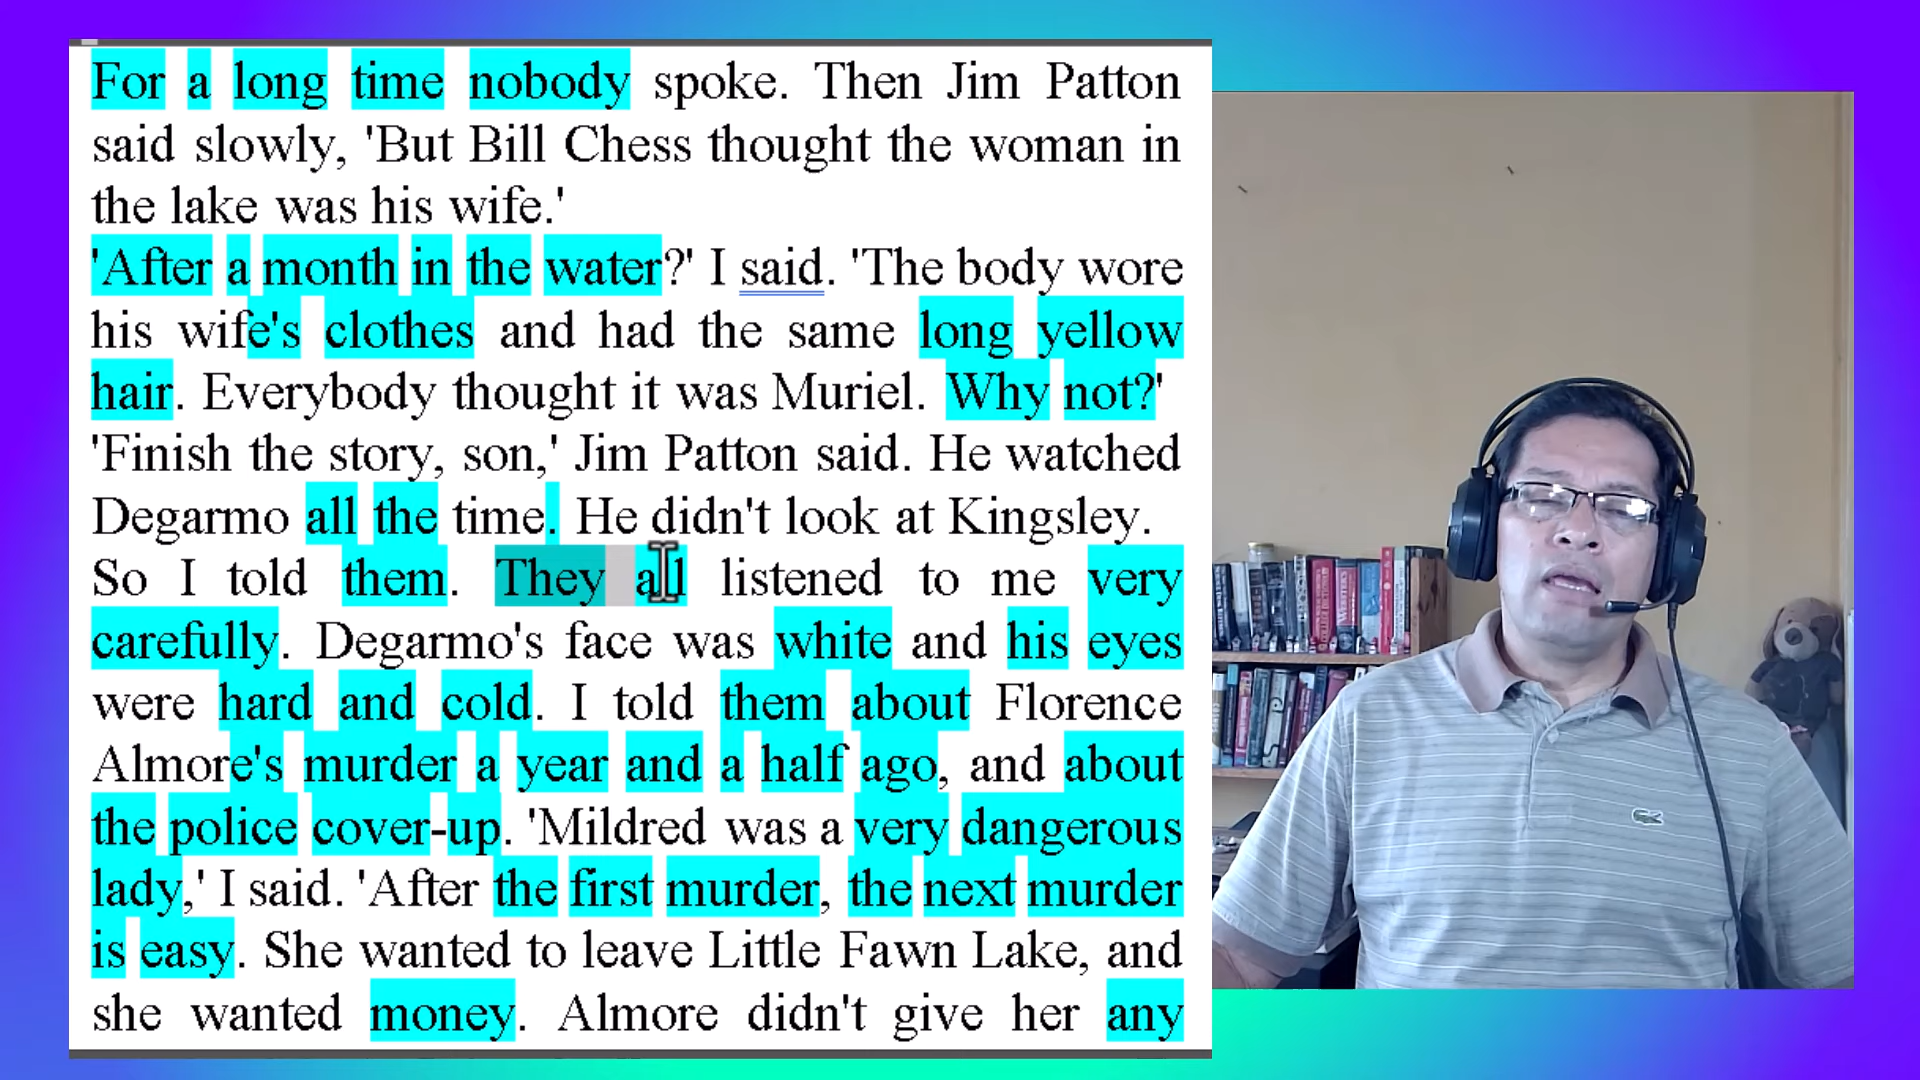 For a long time nobody spoke. Then Jim Patton
said slowly, 'But Bill Chess thought the woman in
the lake was his wife.'
'After a month in the water?' I said. 'The body wore
his wife's clothes and had the same long yellow
hair. Everybody thought it was Muriel. Why not?'
'Finish the story, son,' Jim Patton said. He watched
Degarmo all the time. He didn't look at Kingsley.
So I told them. They all listened to me very
carefully. Degarmo's face was white and his eyes
were hard and cold. I told them about Florence
Almore's murder a year and a half ago, and about
the police cover-up. 'Mildred was a very dangerous
lady,' I said. 'After the first murder, the next murder
is easy. She wanted to leave Little Fawn Lake, and
she wanted money. Almore didn't give her any